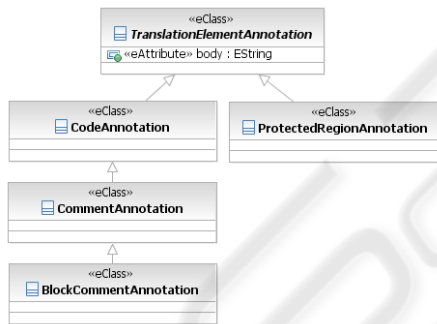 «eClass»
TranslationElementAnnotation
«eAttribute» body : EString
«eClass»
CodeAnnotation
«eClass»
ProtectedRegionAnnotation
«eClass»
CommentAnnotation
«eClass»
BlockCommentAnnotation